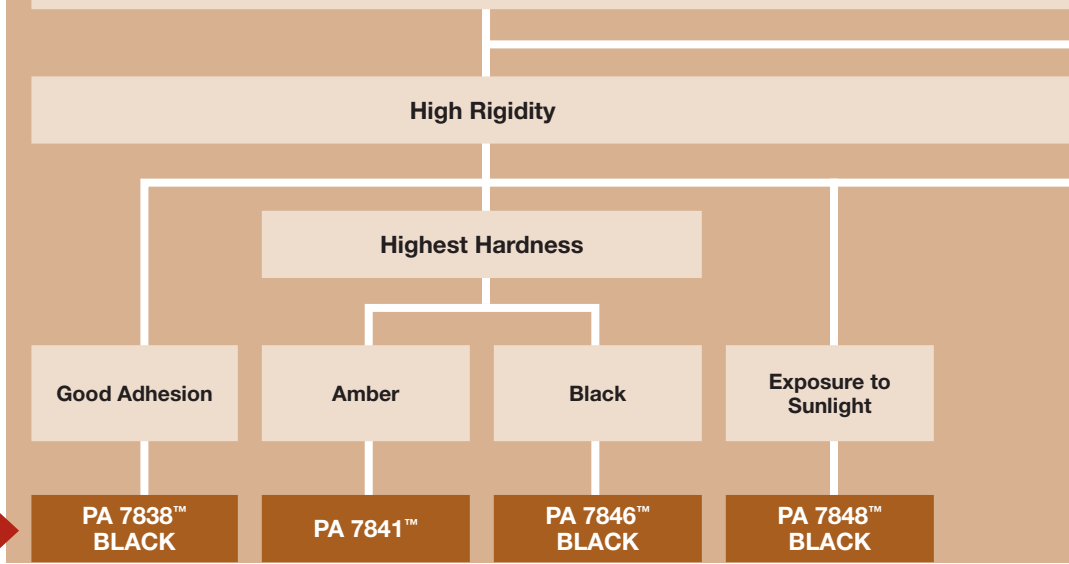 High Rigidity
Highest Hardness
Good Adhesion
Amber
Black
Exposure to
Sunlight
PA 7838™
BLACK
PA 7841™
PA 7846™
BLACK
PA 7848™
BLACK